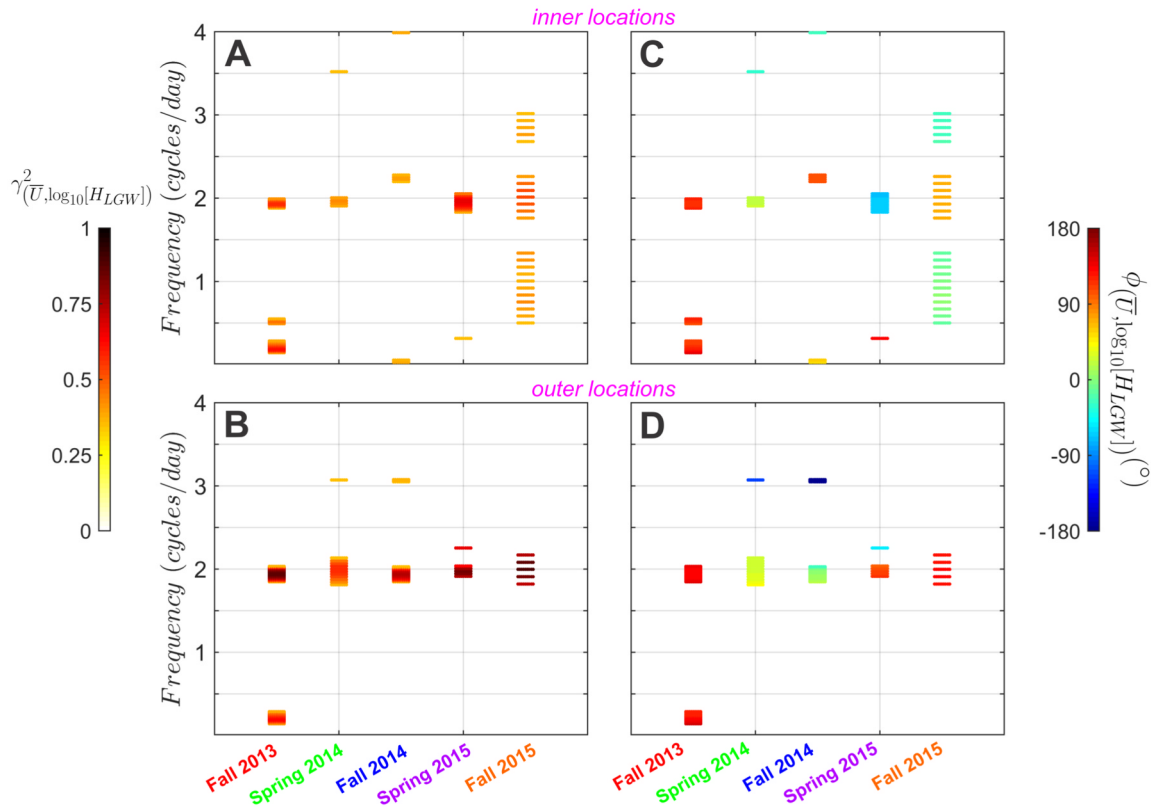 inner locations
A
C
4
3
2
1
Frequency (cycles/day)
γ²(U̅,log₁₀[H_LGW])
1
0.75
0.5
0.25
0
180
90
0
-90
-180
ϕ(U̅,log₁₀[H_LGW])(°)
outer locations
B
D
4
3
2
1
Frequency (cycles/day)
Fall 2013
Spring 2014
Fall 2014
Spring 2015
Fall 2015
Fall 2013
Spring 2014
Fall 2014
Spring 2015
Fall 2015